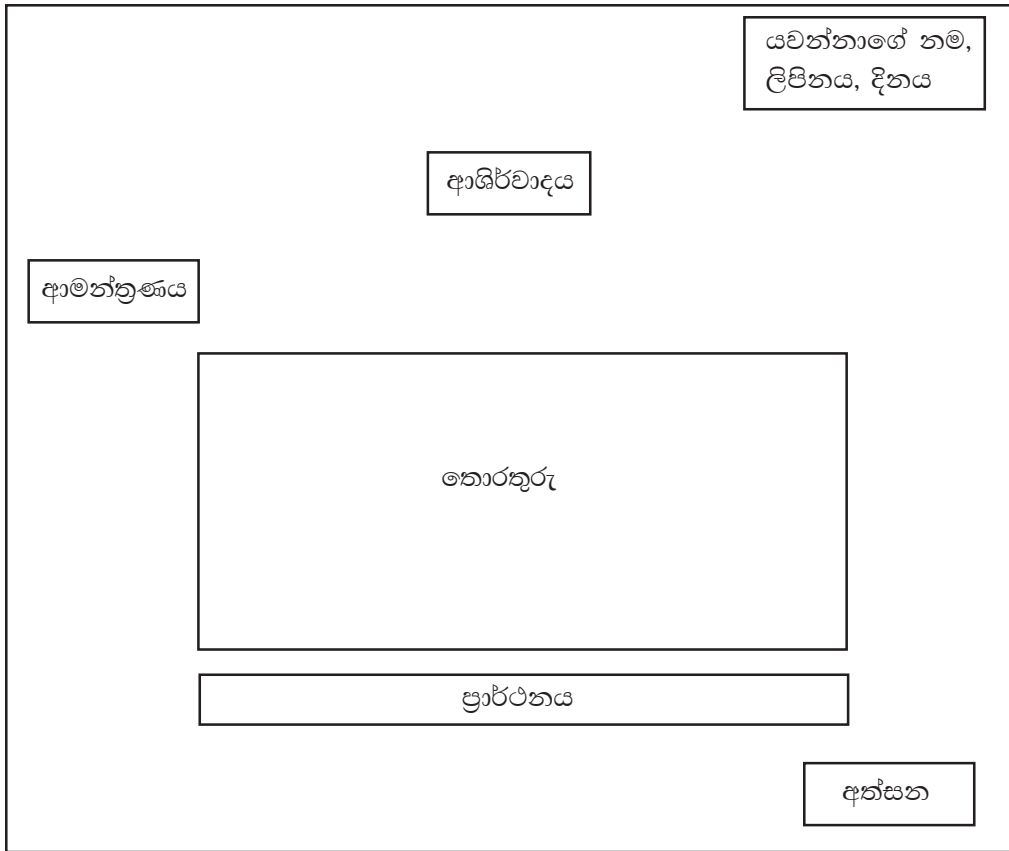 යවන්නාගේ නම,
ලිපිනය, දිනය
ආශිර්වාදය
ආමන්ත්‍රණය
තොරතුරු
ප්‍රාර්ථනය
අත්සන